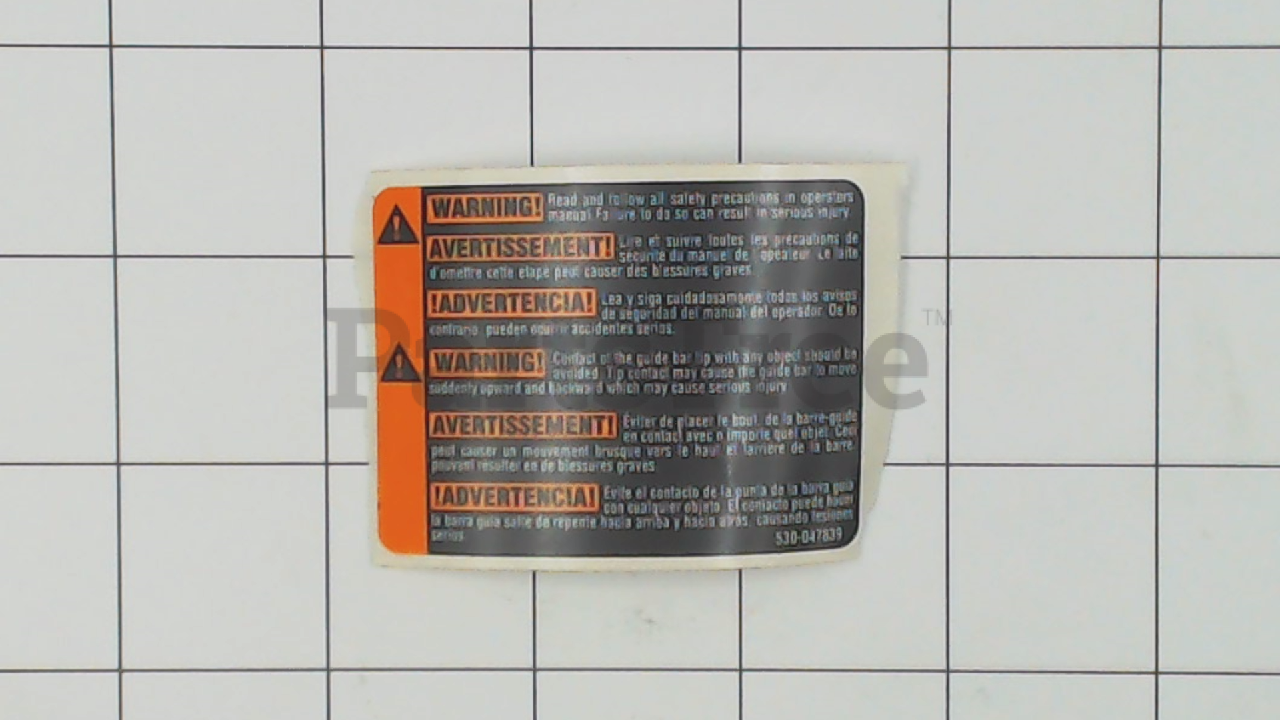 WARNING! Read and follow all safety precautions in operators
manual. Failure to do so can result in serious injury.
AVERTISSEMENT! Lire et suivre toutes les précautions de
sécurité du manuel de l'opeateur. Le
d'omettre cette étape peut causer des blessures graves.
!ADVERTENCIA! Lea y siga cuidadosamente todos los avisos
de seguridad del manual del operador. De lo
contrario, pueden ocurrir accidentes serios.
WARNING! Contact of the guide bar tip with any object should be
avoided. Tip contact may cause the guide bar to move
suddenly upward and backward which may cause serious injury.
AVERTISSEMENT! Éviter de placer le bout de la barre-guide
en contact avec n'importe quel objet. Ceci
peut causer un mouvement brusque vers le haut et l'arrière de la barre,
pouvant résulter en de blessures graves.
!ADVERTENCIA! Evite el contacto de la punta de la barra guia
con cualquier objeto. El contacto puede hacer
la barra guia salte de repente hacia arriba y hacia atras, causando lesiones
serios.
530-047839
PartsTree™